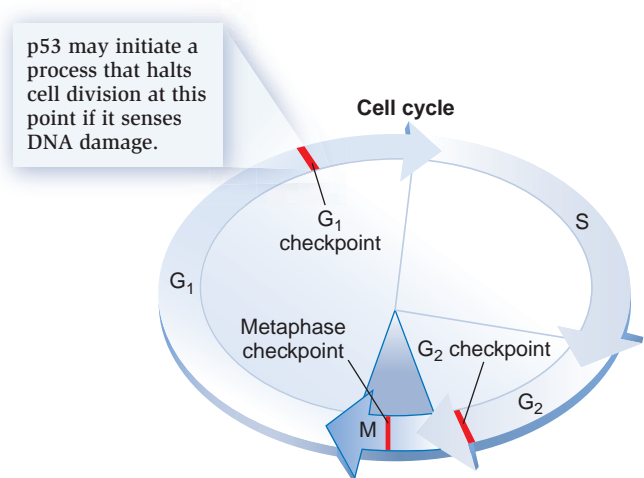 p53 may initiate a
process that halts
cell division at this
point if it senses
DNA damage.
Cell cycle
G1
checkpoint
S
G1
Metaphase
checkpoint
G2 checkpoint
G2
M